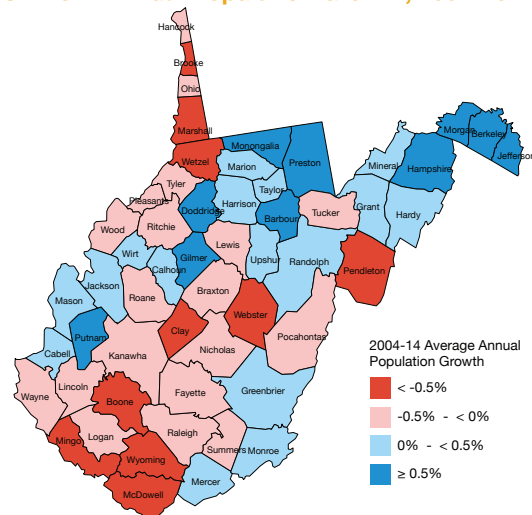 Hancock
Brooke
Ohio
Marshall
Wetzel
Monongalia
Morgan
Berkeley
Jefferson
Marion
Preston
Mineral
Hampshire
Tyler
Taylor
Pleasants
Doddridge
Harrison
Barbour
Tucker
Grant
Hardy
Wood
Ritchie
Lewis
Wirt
Calhoun
Gilmer
Upshur
Randolph
Pendleton
Jackson
Mason
Roane
Braxton
Webster
Putnam
Clay
Pocahontas
Cabell
Kanawha
Nicholas
Lincoln
Wayne
Boone
Fayette
Greenbrier
Mingo
Logan
Raleigh
Summers
Monroe
Wyoming
McDowell
Mercer
2004-14 Average Annual
Population Growth
< -0.5%
-0.5% - < 0%
0% - < 0.5%
≥ 0.5%